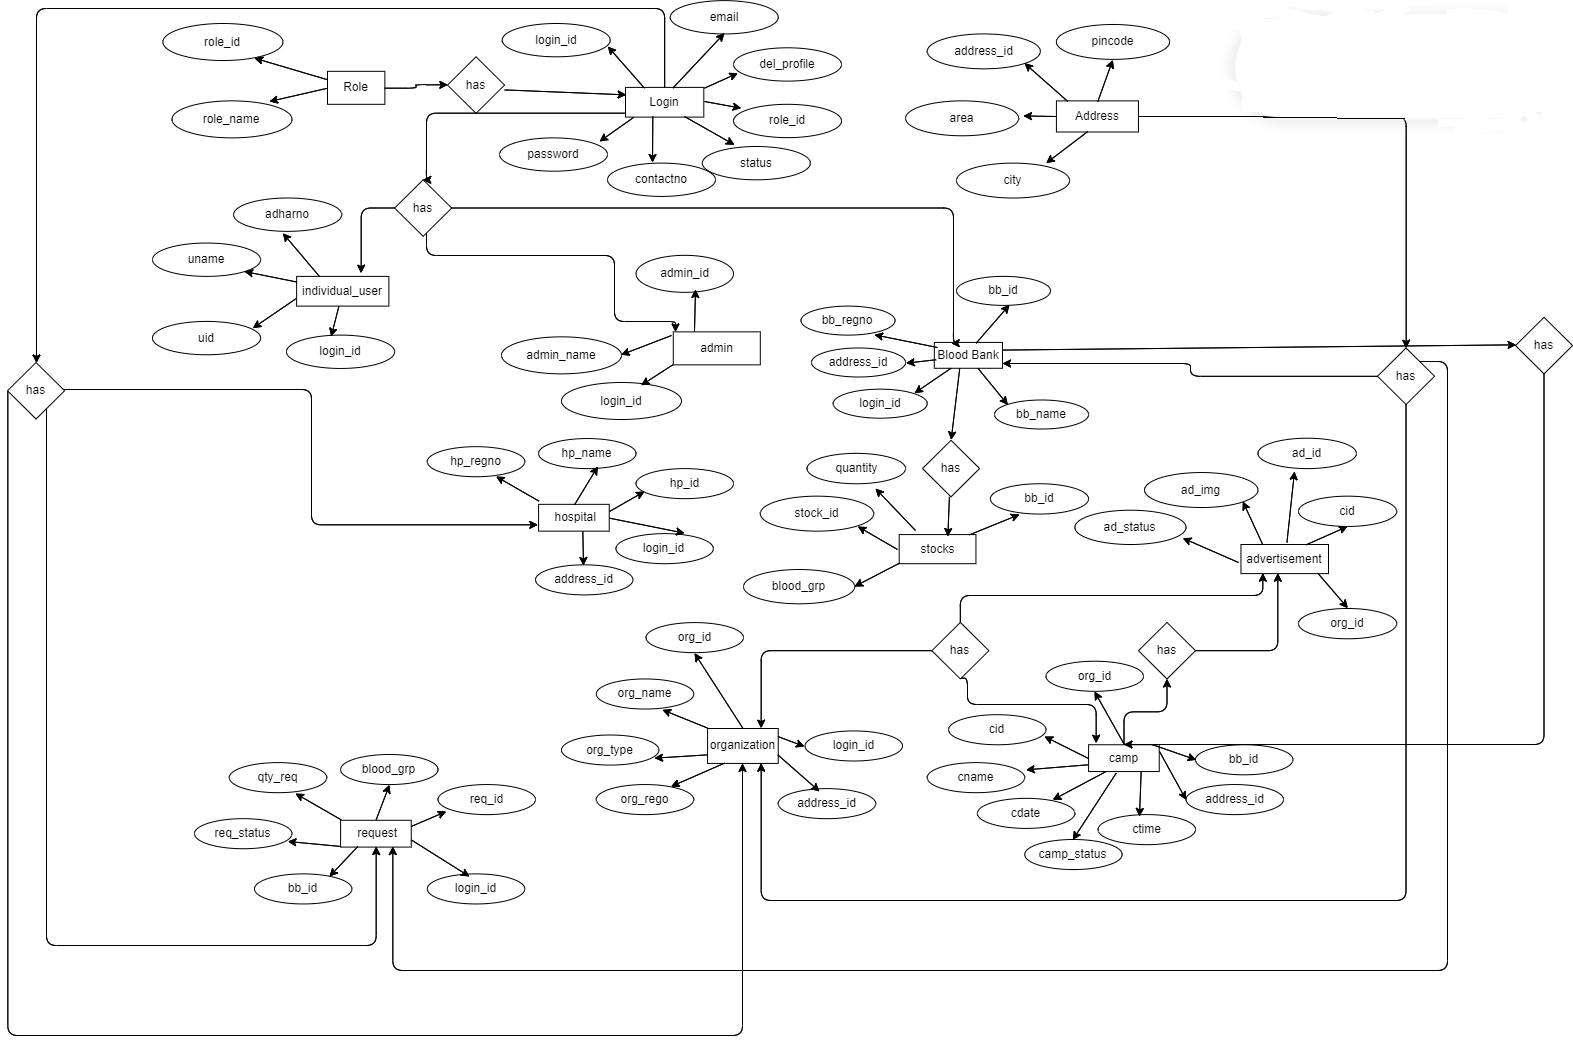 email
role_id
login_id
pincode
address_id
del_profile
Role
has
Login
Address
role_name
role_id
area
password
status
contactno
city
has
adharno
uname
admin_id
individual_user
bb_id
bb_regno
uid
login_id
admin_name
admin
Blood Bank
address_id
has
has
has
login_id
login_id
bb_name
hp_name
hp_regno
ad_id
quantity
has
hp_id
ad_img
bb_id
stock_id
cid
hospital
ad_status
login_id
stocks
advertisement
address_id
blood_grp
org_id
org_id
has
has
org_id
org_name
cid
organization
login_id
org_type
camp
bb_id
blood_grp
qty_req
cname
req_id
org_rego
address_id
address_id
cdate
request
req_status
ctime
camp_status
bb_id
login_id